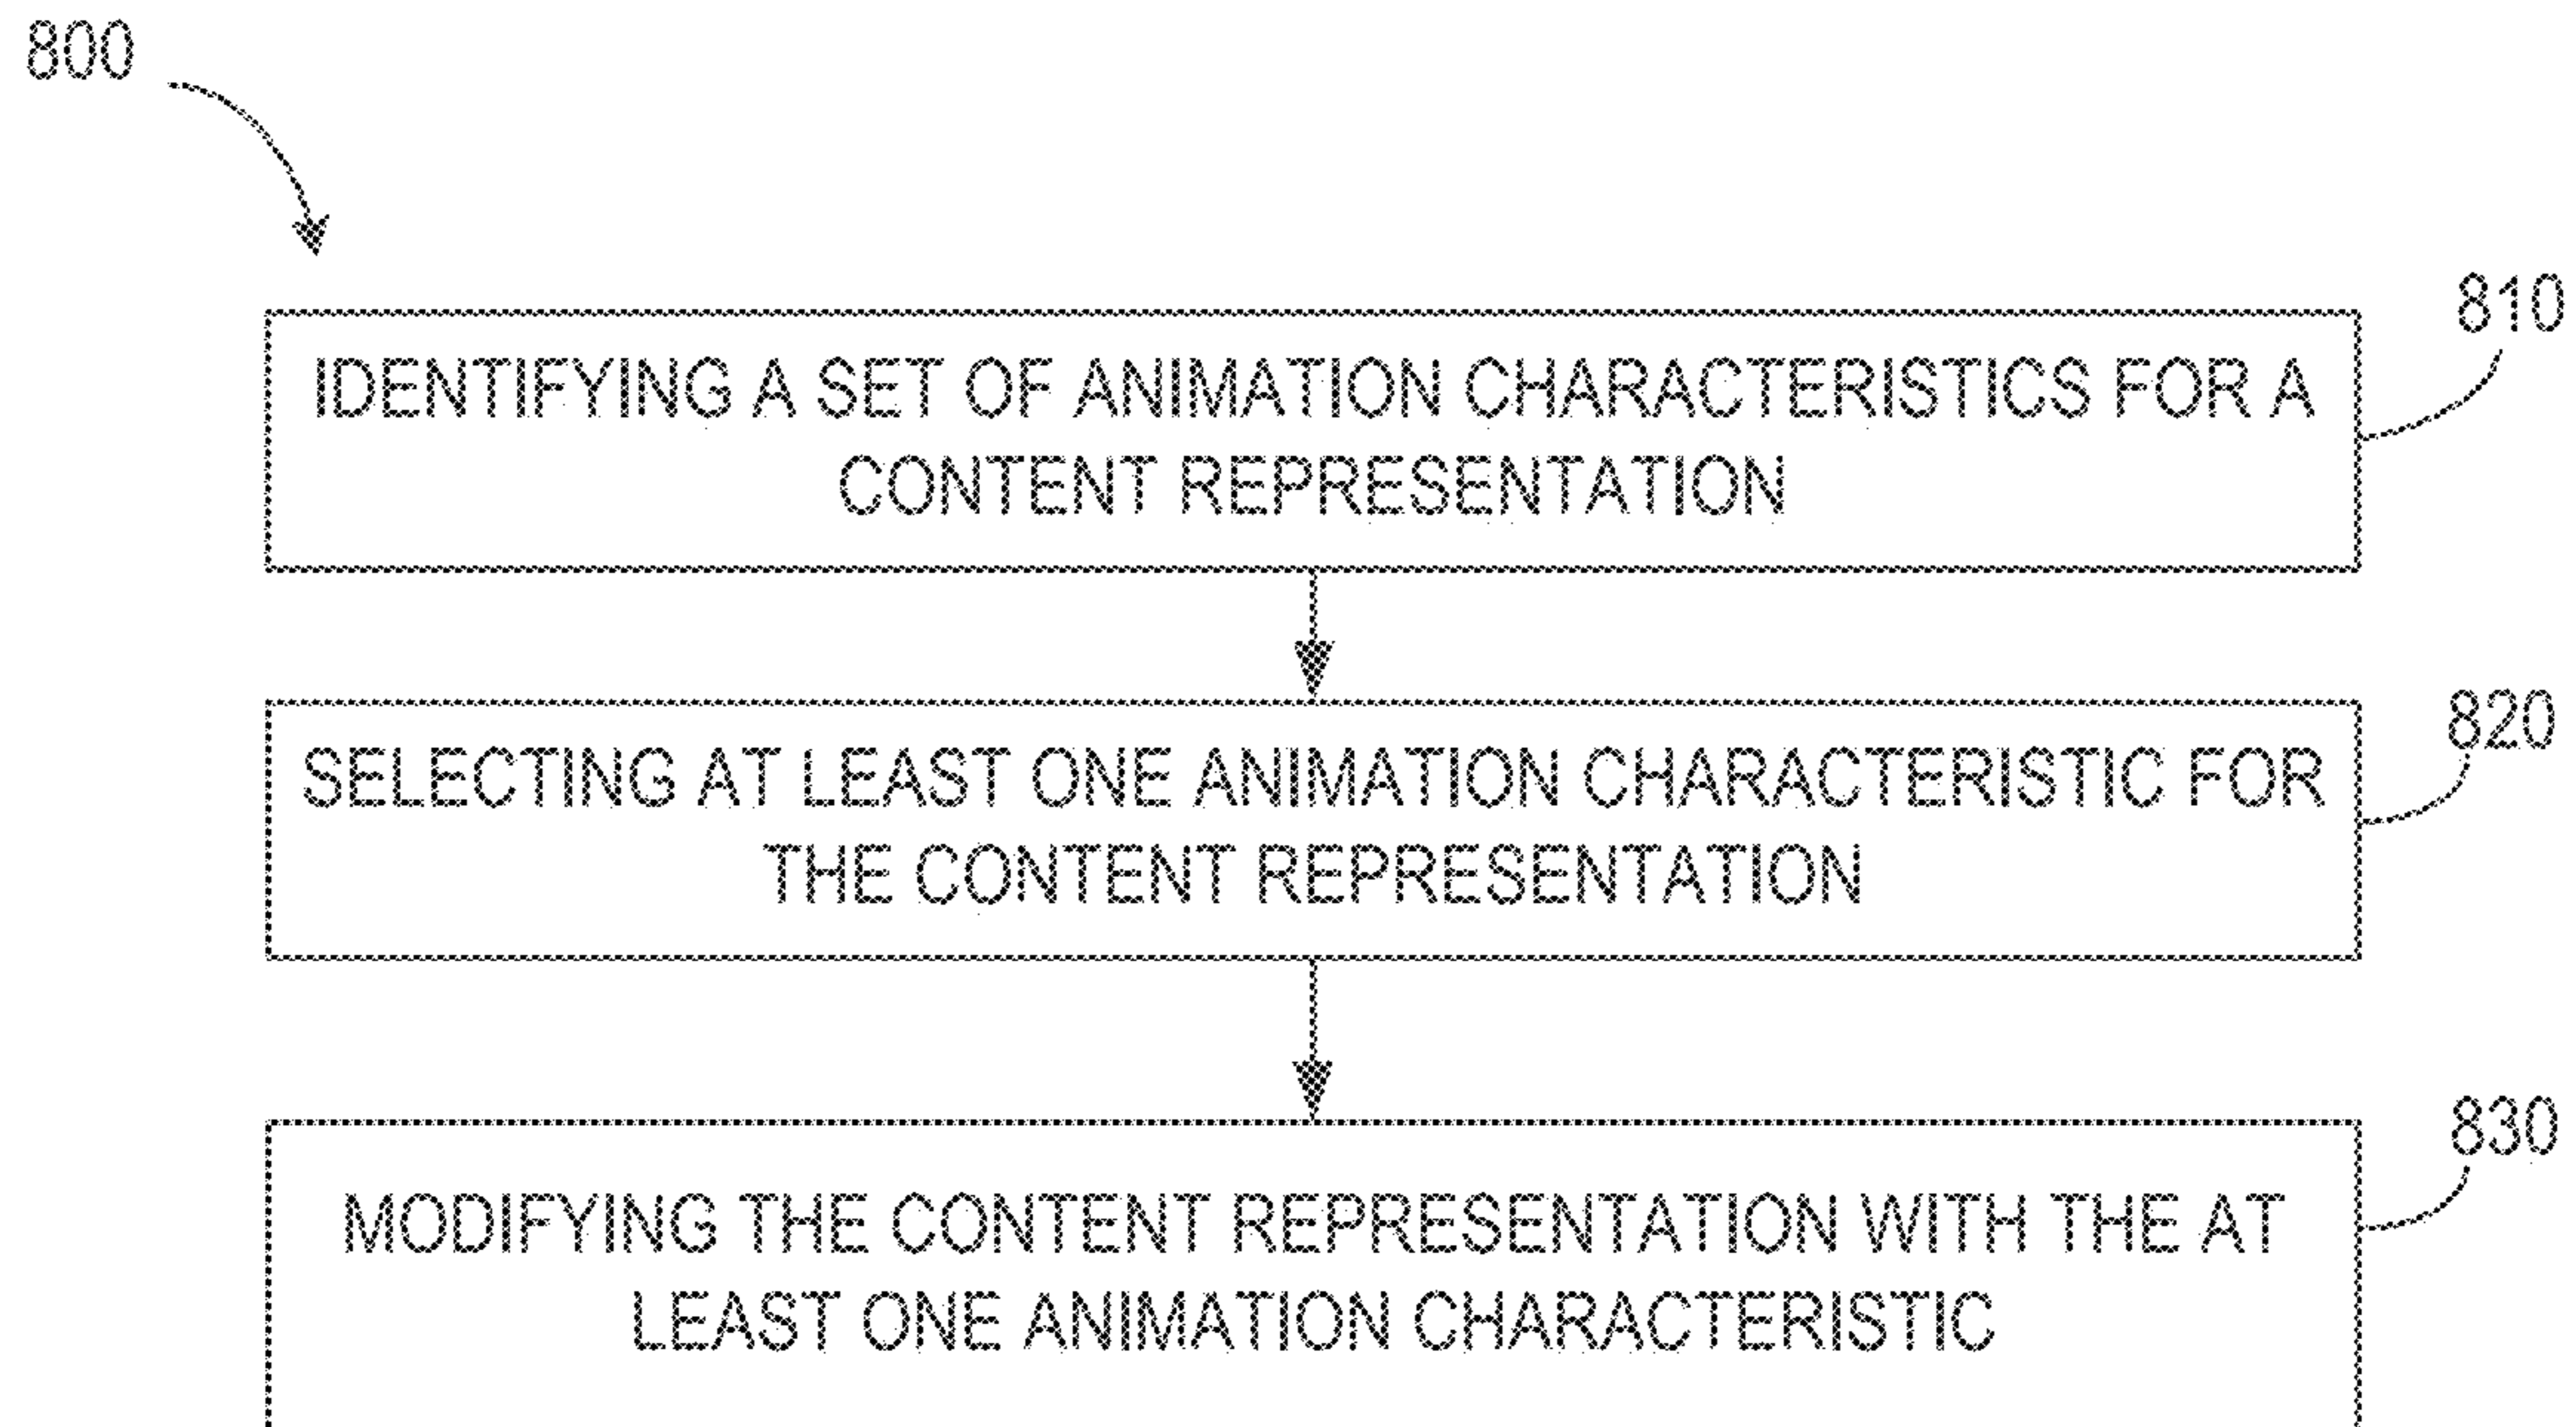 800
810
IDENTIFYING A SET OF ANIMATION CHARACTERISTICS FOR A
CONTENT REPRESENTATION
820
SELECTING AT LEAST ONE ANIMATION CHARACTERISTIC FOR
THE CONTENT REPRESENTATION
830
MODIFYING THE CONTENT REPRESENTATION WITH THE AT
LEAST ONE ANIMATION CHARACTERISTIC